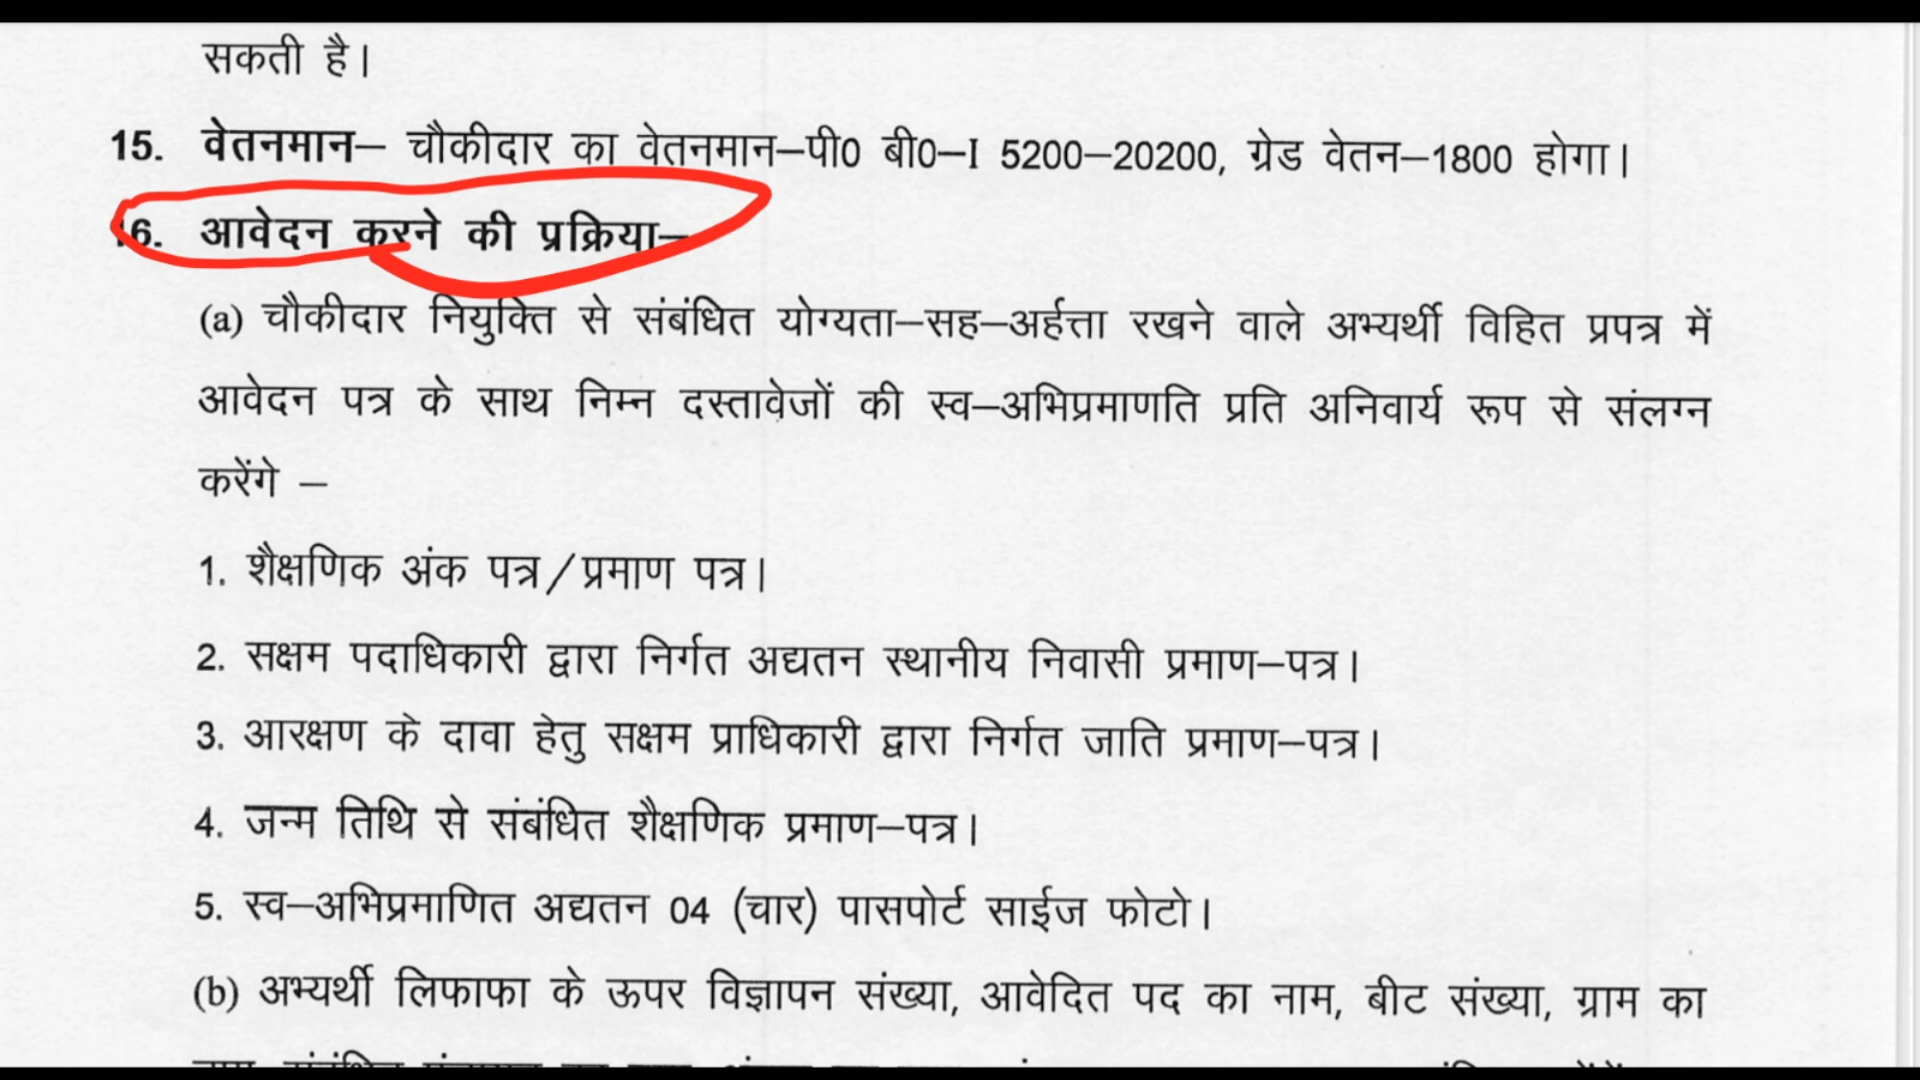 सकती है।
15. वेतनमान– चौकीदार का वेतनमान–पी0 बी0–I 5200–20200, ग्रेड वेतन–1800 होगा।
16. आवेदन करने की प्रक्रिया–
(a) चौकीदार नियुक्ति से संबंधित योग्यता–सह–अर्हत्ता रखने वाले अभ्यर्थी विहित प्रपत्र में
आवेदन पत्र के साथ निम्न दस्तावेजों की स्व–अभिप्रमाणति प्रति अनिवार्य रूप से संलग्न
करेंगे –
1. शैक्षणिक अंक पत्र/प्रमाण पत्र।
2. सक्षम पदाधिकारी द्वारा निर्गत अद्यतन स्थानीय निवासी प्रमाण–पत्र।
3. आरक्षण के दावा हेतु सक्षम प्राधिकारी द्वारा निर्गत जाति प्रमाण–पत्र।
4. जन्म तिथि से संबंधित शैक्षणिक प्रमाण–पत्र।
5. स्व–अभिप्रमाणित अद्यतन 04 (चार) पासपोर्ट साईज फोटो।
(b) अभ्यर्थी लिफाफा के ऊपर विज्ञापन संख्या, आवेदित पद का नाम, बीट संख्या, ग्राम का